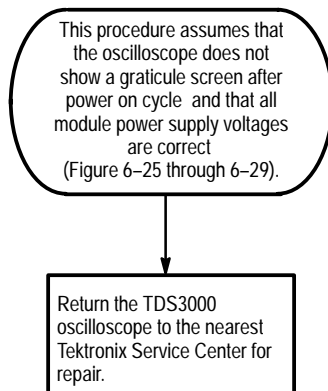 This procedure assumes that
the oscilloscope does not
show a graticule screen after
power on cycle and that all
module power supply voltages
are correct
(Figure 6–25 through 6–29).
Return the TDS3000
oscilloscope to the nearest
Tektronix Service Center for
repair.